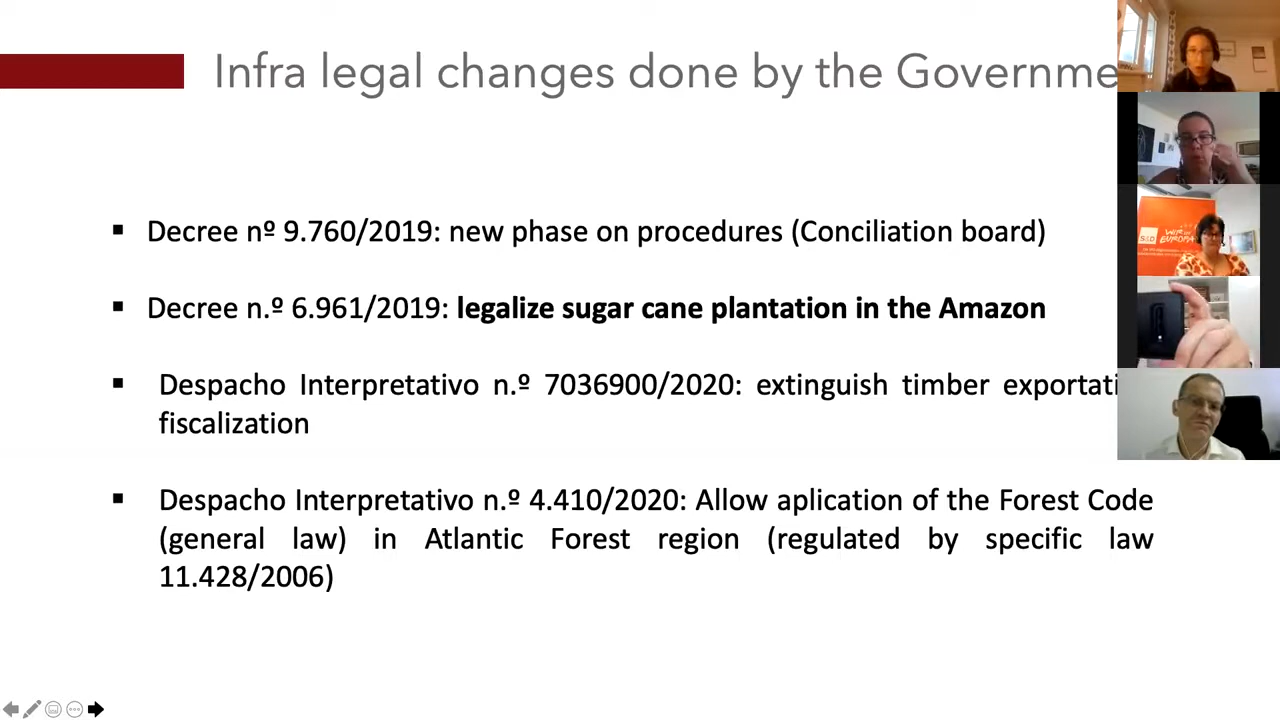 Infra legal changes done by the Governme
▪ Decree nº 9.760/2019: new phase on procedures (Conciliation board)
▪ Decree n.º 6.961/2019: legalize sugar cane plantation in the Amazon
▪ Despacho Interpretativo n.º 7036900/2020: extinguish timber exportati
fiscalization
▪ Despacho Interpretativo n.º 4.410/2020: Allow aplication of the Forest Code
(general law) in Atlantic Forest region (regulated by specific law
11.428/2006)
S&D
WIR in
EUROPA